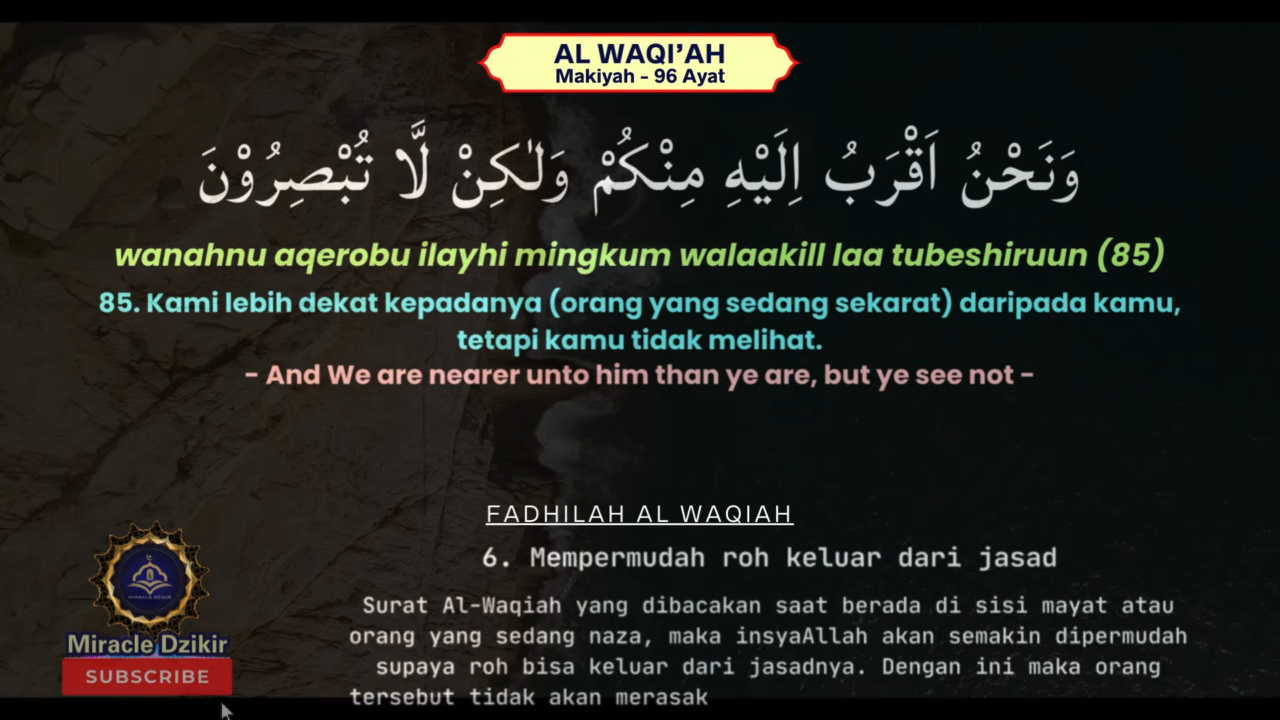 AL WAQI'AH
Makiyah - 96 Ayat
وَنَحْنُ اَقْرَبُ اِلَيْهِ مِنْكُمْ وَلٰكِنْ لَّا تُبْصِرُوْنَ
wanahnu aqerobu ilayhi mingkum walaakill laa tubeshiruun (85)
85. Kami lebih dekat kepadanya (orang yang sedang sekarat) daripada kamu,
tetapi kamu tidak melihat.
- And We are nearer unto him than ye are, but ye see not -
FADHILAH AL WAQIAH
6. Mempermudah roh keluar dari jasad
Surat Al-Waqiah yang dibacakan saat berada di sisi mayat atau
orang yang sedang naza, maka insyaAllah akan semakin dipermudah
supaya roh bisa keluar dari jasadnya. Dengan ini maka orang
tersebut tidak akan merasak
MIRACLE DZIKIR
Miracle Dzikir
SUBSCRIBE